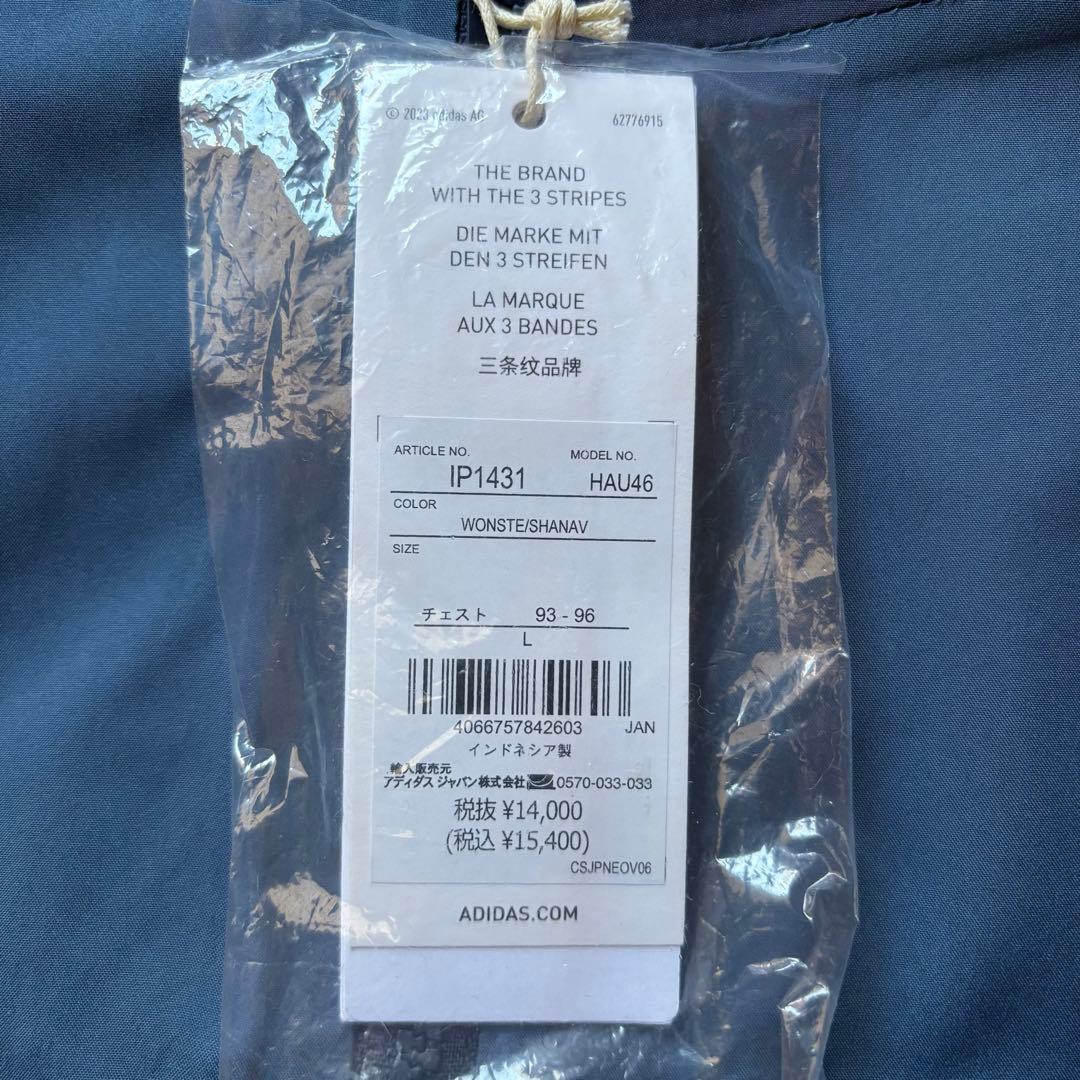 © 2023 adidas AG
62776915
THE BRAND
WITH THE 3 STRIPES
DIE MARKE MIT
DEN 3 STREIFEN
LA MARQUE
AUX 3 BANDES
三条纹品牌
ARTICLE NO. MODEL NO.
IP1431 HAU46
COLOR
WONSTE/SHANAV
SIZE
チェスト 93 - 96
L
4066757842603 JAN
インドネシア製
輸入販売元
アディダス ジャパン株式会社 0570-033-033
税抜 ¥14,000
(税込 ¥15,400)
CSJPNEOV06
ADIDAS.COM